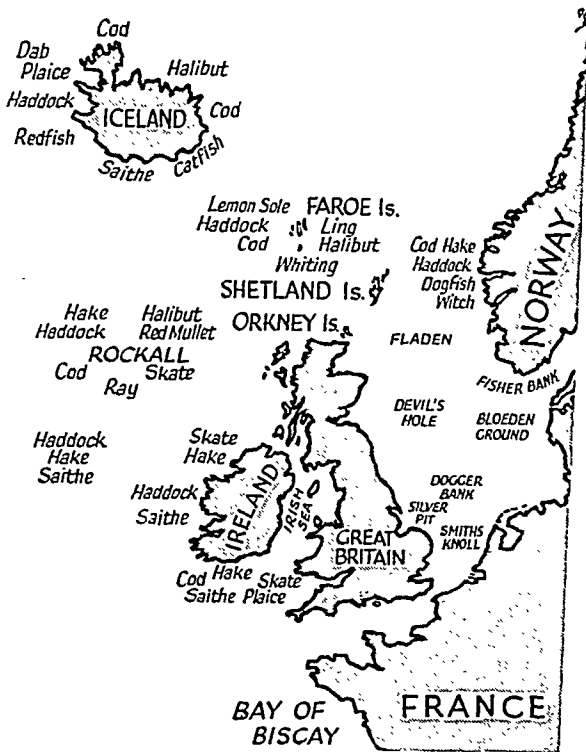 Cod
Dab
Plaice
Halibut
Haddock
ICELAND
Cod
Redfish
Saithe
Catfish
Lemon Sole
FAROE Is.
Haddock
Ling
Cod
Halibut
Whiting
Cod Hake
Haddock
Dogfish
Witch
NORWAY
SHETLAND Is.
ORKNEY Is.
Hake
Halibut
Haddock
Red Mullet
ROCKALL
Cod
Skate
Ray
FLADEN
FISHER BANK
DEVIL'S
HOLE
BLOEDEN
GROUND
Haddock
Hake
Saithe
Skate
Hake
Haddock
Saithe
IRELAND
IRISH
SEA
DOGGER
BANK
SILVER
PIT
SMITHS
KNOLL
GREAT
BRITAIN
Cod
Hake
Skate
Saithe
Plaice
BAY OF
BISCAY
FRANCE